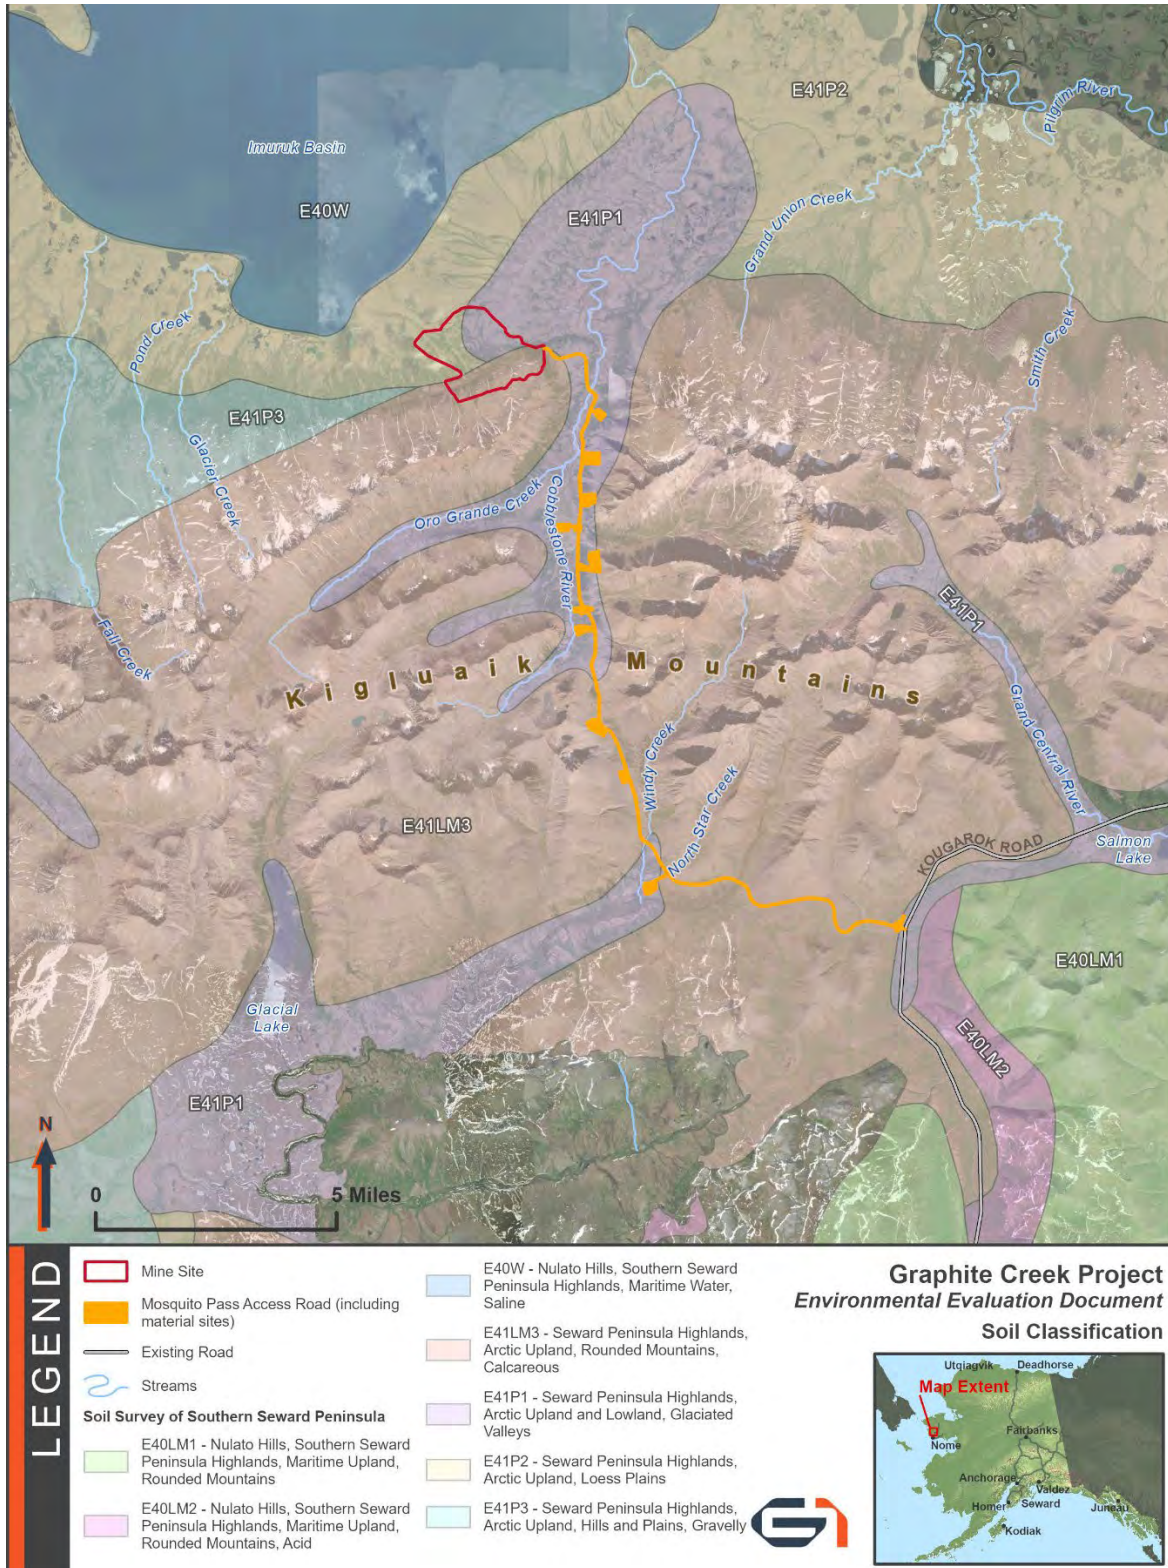 E41P2
Pilgrim River
Imuruk Basin
E40W
E41P1
Grand Union Creek
Pond Creek
Smith Creek
E41P3
Glacier Creek
Oro Grande Creek
Cobblestone River
E41P1
Fall Creek
Kigluaik Mountains
Grand Central River
Windy Creek
North Star Creek
E41LM3
KOUGAROK ROAD
Salmon
Lake
E40LM1
Glacial
Lake
E40LM2
E41P1
N
0 5 Miles
LEGEND
Mine Site
Mosquito Pass Access Road (including
material sites)
Existing Road
Streams
Soil Survey of Southern Seward Peninsula
E40LM1 - Nulato Hills, Southern Seward
Peninsula Highlands, Maritime Upland,
Rounded Mountains
E40LM2 - Nulato Hills, Southern Seward
Peninsula Highlands, Maritime Upland,
Rounded Mountains, Acid
E40W - Nulato Hills, Southern Seward
Peninsula Highlands, Maritime Water,
Saline
E41LM3 - Seward Peninsula Highlands,
Arctic Upland, Rounded Mountains,
Calcareous
E41P1 - Seward Peninsula Highlands,
Arctic Upland and Lowland, Glaciated
Valleys
E41P2 - Seward Peninsula Highlands,
Arctic Upland, Loess Plains
E41P3 - Seward Peninsula Highlands,
Arctic Upland, Hills and Plains, Gravelly
Graphite Creek Project
Environmental Evaluation Document
Soil Classification
Utqiagvik Deadhorse
Map Extent
Nome
Fairbanks
Anchorage
Valdez
Homer Seward
Juneau
Kodiak
G1